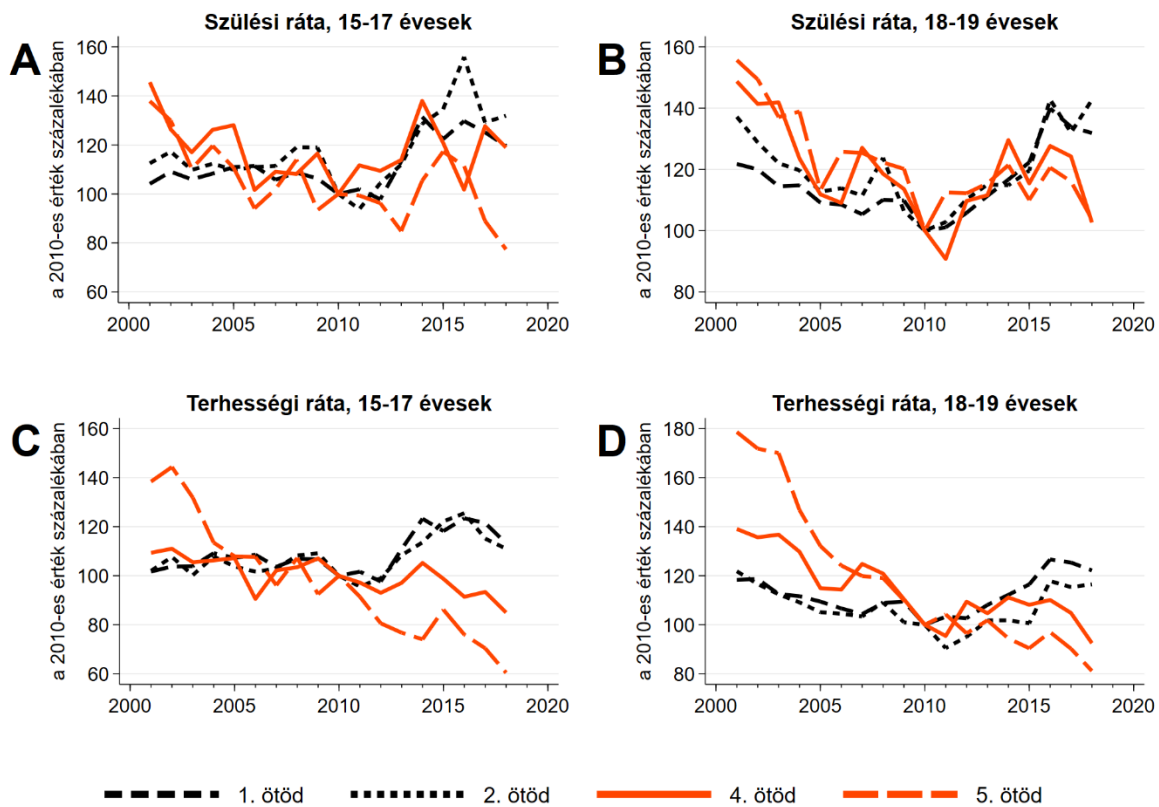 A
Szülési ráta, 15-17 évesek
a 2010-es érték százalékában
160
140
120
100
80
60
2000 2005 2010 2015 2020
B
Szülési ráta, 18-19 évesek
a 2010-es érték százalékában
160
140
120
100
80
2000 2005 2010 2015 2020
C
Terhességi ráta, 15-17 évesek
a 2010-es érték százalékában
160
140
120
100
80
60
2000 2005 2010 2015 2020
D
Terhességi ráta, 18-19 évesek
a 2010-es érték százalékában
180
160
140
120
100
80
2000 2005 2010 2015 2020
1. ötöd 2. ötöd 4. ötöd 5. ötöd